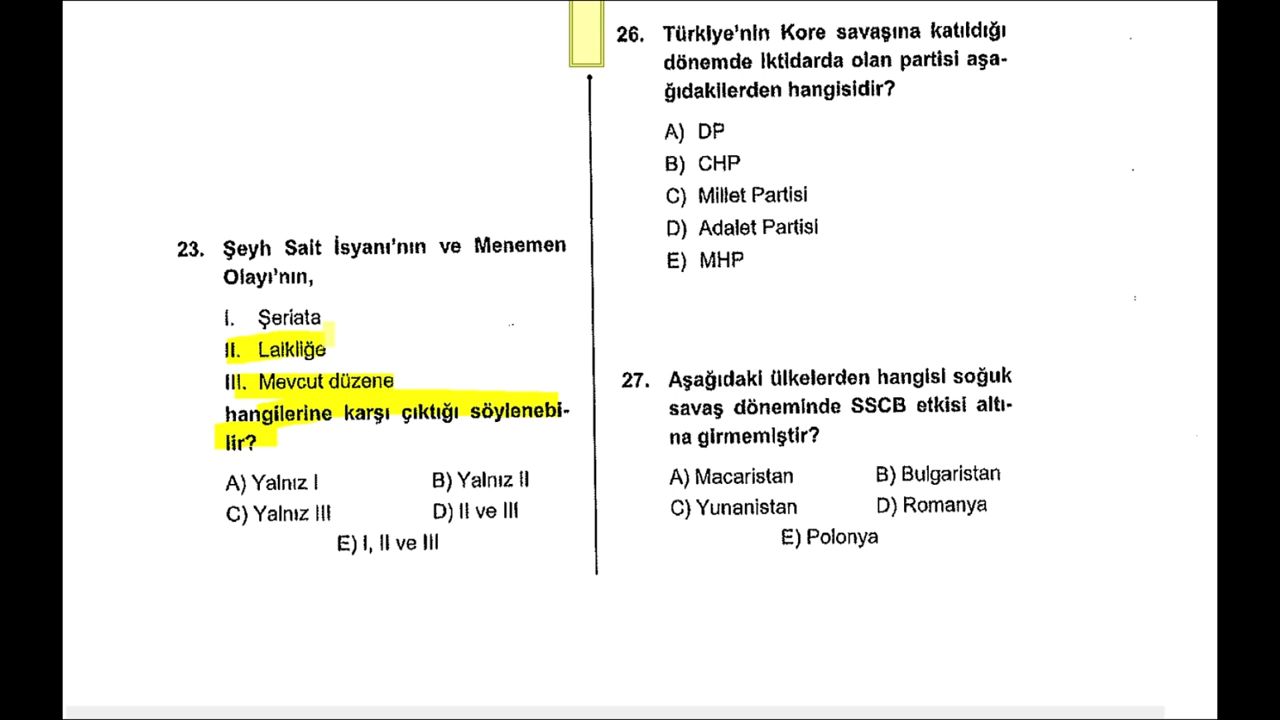 23. Şeyh Sait İsyanı'nın ve Menemen
Olayı'nın,
I. Şeriata
II. Laikliğe
III. Mevcut düzene
hangilerine karşı çıktığı söylenebi-
lir?
A) Yalnız I B) Yalnız II
C) Yalnız III D) II ve III
E) I, II ve III
26. Türkiye'nin Kore savaşına katıldığı
dönemde iktidarda olan partisi aşa-
ğıdakilerden hangisidir?
A) DP
B) CHP
C) Millet Partisi
D) Adalet Partisi
E) MHP
27. Aşağıdaki ülkelerden hangisi soğuk
savaş döneminde SSCB etkisi altı-
na girmemiştir?
A) Macaristan B) Bulgaristan
C) Yunanistan D) Romanya
E) Polonya